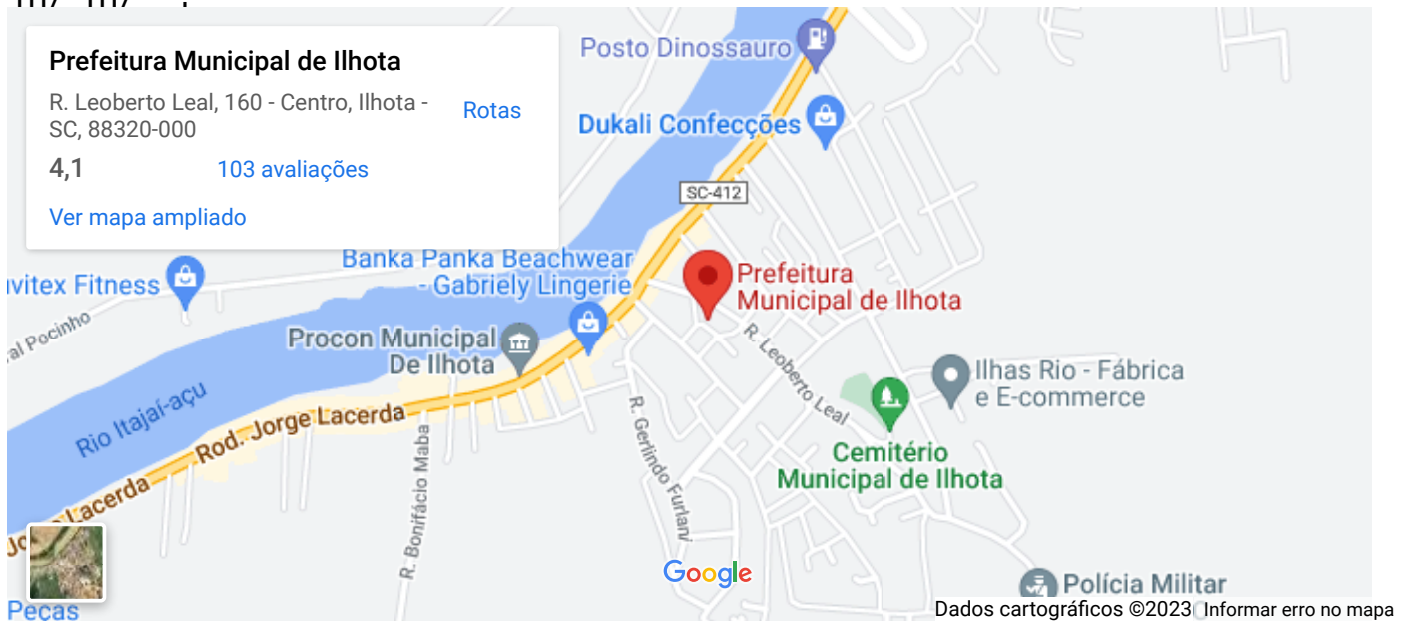 Prefeitura Municipal de Ilhota
R. Leoberto Leal, 160 - Centro, Ilhota -
SC, 88320-000
Rotas
4,1
103 avaliações
Ver mapa ampliado
Posto Dinossauro
Dukali Confecções
SC-412
Banka Panka Beachwear
- Gabriely Lingerie
Fitness
Prefeitura
Municipal de Ilhota
Pocinho
Procon Municipal
De Ilhota
R. Leoberto Leal
Ilhas Rio - Fábrica
e E-commerce
Rio Itajaí-açu
Rod. Jorge Lacerda
R. Gerlindo Furlani
R. Bonifácio Maba
Cemitério
Municipal de Ilhota
Lacerda
Google
Polícia Militar
Peças
Dados cartográficos ©2023
Informar erro no mapa